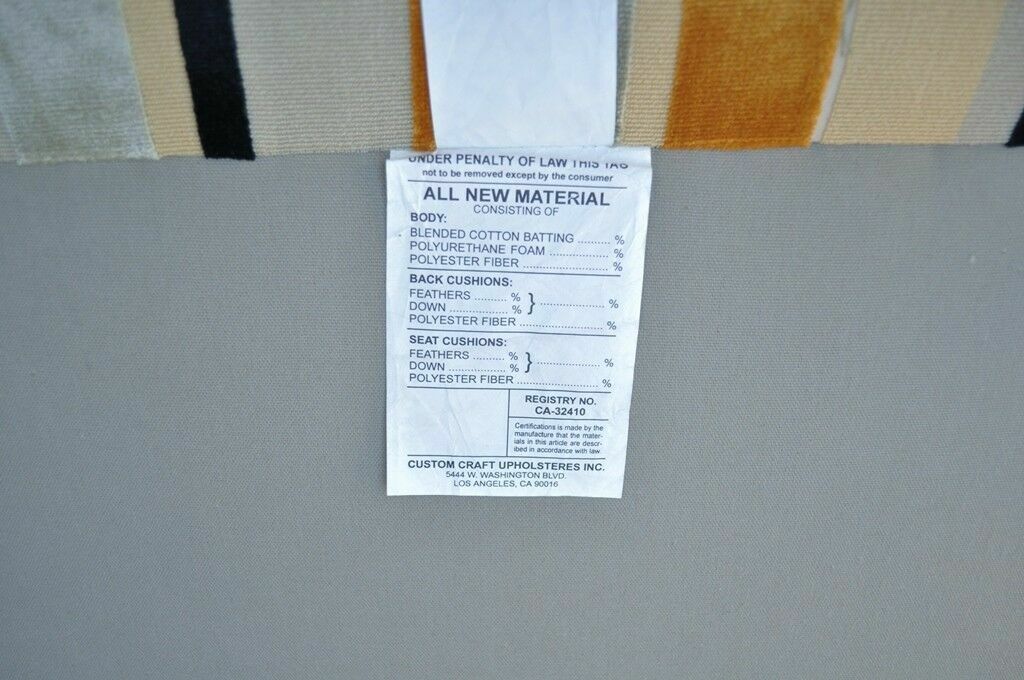 UNDER PENALTY OF LAW THIS TAG
not to be removed except by the consumer
ALL NEW MATERIAL
CONSISTING OF
BODY:
BLENDED COTTON BATTING .......... %
POLYURETHANE FOAM .................. %
POLYESTER FIBER .......................... %
BACK CUSHIONS:
FEATHERS .......... % } .................... %
DOWN .................. %
POLYESTER FIBER ......................... %
SEAT CUSHIONS:
FEATHERS .......... % } ................... %
DOWN .................. %
POLYESTER FIBER ......................... %
REGISTRY NO.
CA-32410
Certifications is made by the
manufacture that the mater-
ials in this article are descr-
ibed in accordance with law
CUSTOM CRAFT UPHOLSTERES INC.
5444 W. WASHINGTON BLVD.
LOS ANGELES, CA 90016